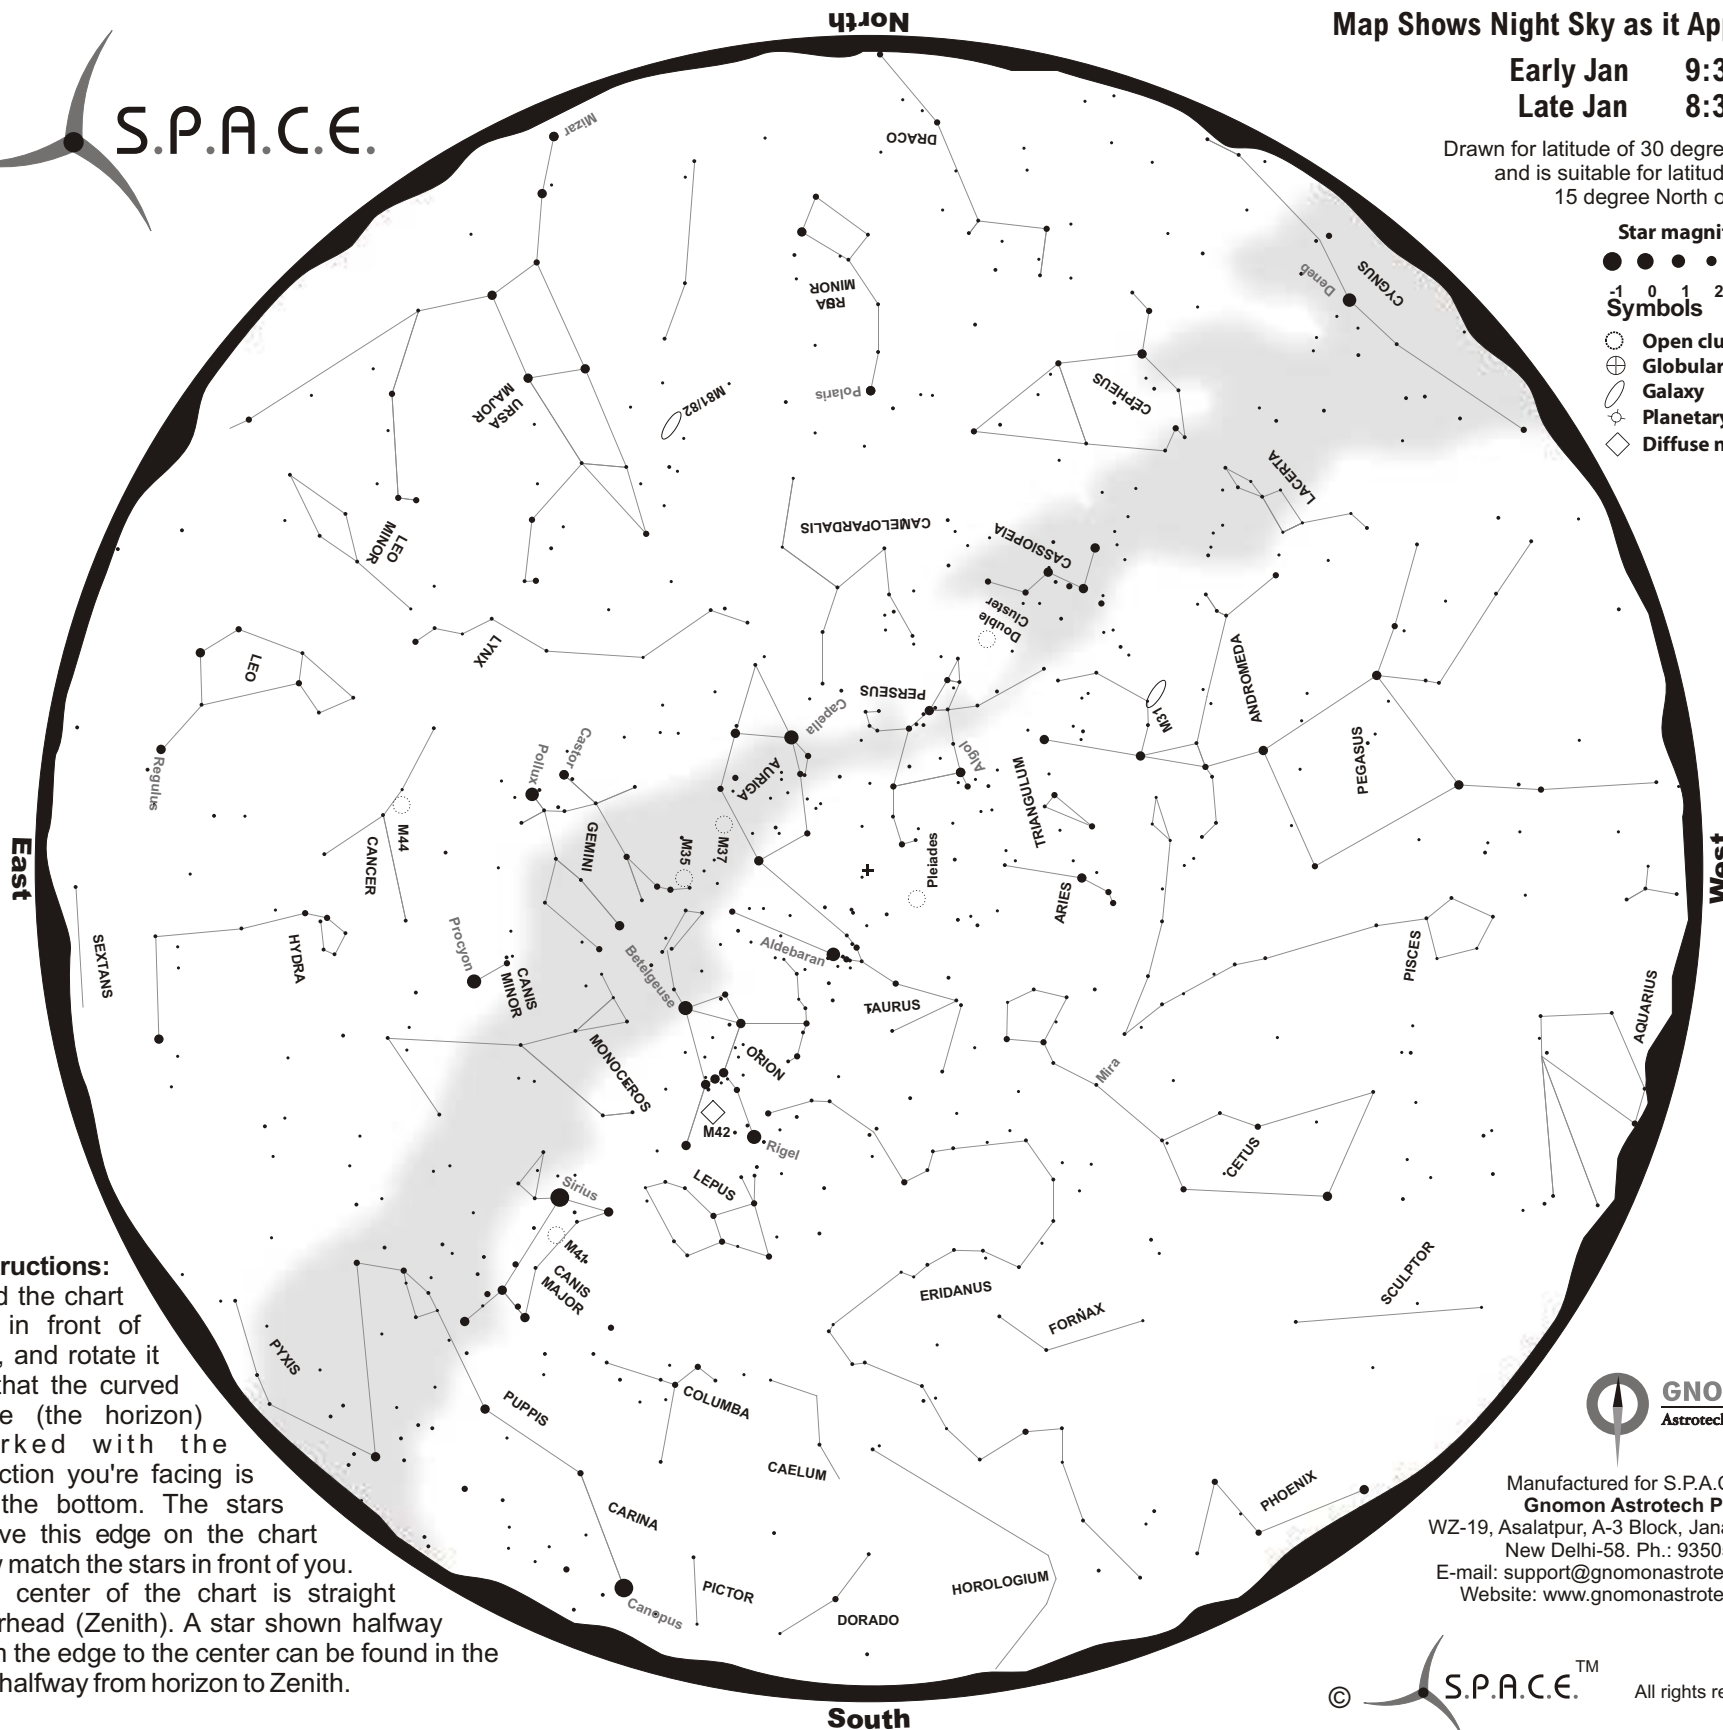 North
Map Shows Night Sky as it Ap
Early Jan 9:3
Late Jan 8:3
Drawn for latitude of 30 degre
and is suitable for latitud
15 degree North o
Star magni
-1 0 1 2
Symbols
Open clu
Globular
Galaxy
Planetary
Diffuse n
S.P.A.C.E.
Mizar
DRACO
URSA
MINOR
Polaris
CYGNUS
Deneb
CEPHEUS
LACERTA
URSA
MAJOR
M81/82
CAMELOPARDALIS
CASSIOPEIA
Double
Cluster
LEO
MINOR
LYNX
LEO
Regulus
PERSEUS
Capella
Algol
ANDROMEDA
M31
PEGASUS
TRIANGULUM
Castor
Pollux
AURIGA
GEMINI
M35
M37
Pleiades
ARIES
M44
CANCER
East
West
SEXTANS
HYDRA
Procyon
CANIS
MINOR
Betelgeuse
Aldebaran
TAURUS
PISCES
AQUARIUS
MONOCEROS
ORION
M42
Rigel
Mira
CETUS
LEPUS
Sirius
M41
CANIS
MAJOR
ERIDANUS
FORNAX
SCULPTOR
PYXIS
PUPPIS
COLUMBA
CAELUM
CARINA
PHOENIX
PICTOR
Canopus
DORADO
HOROLOGIUM
South
ructions:
d the chart
in front of
, and rotate it
that the curved
e (the horizon)
rked with the
ction you're facing is
the bottom. The stars
ve this edge on the chart
match the stars in front of you.
center of the chart is straight
rhead (Zenith). A star shown halfway
the edge to the center can be found in the
halfway from horizon to Zenith.
GNO
Astrotech
Manufactured for S.P.A.C
Gnomon Astrotech P
WZ-19, Asalatpur, A-3 Block, Jana
New Delhi-58. Ph.: 9350
E-mail: support@gnomonastrote
Website: www.gnomonastrote
© S.P.A.C.E.™ All rights re